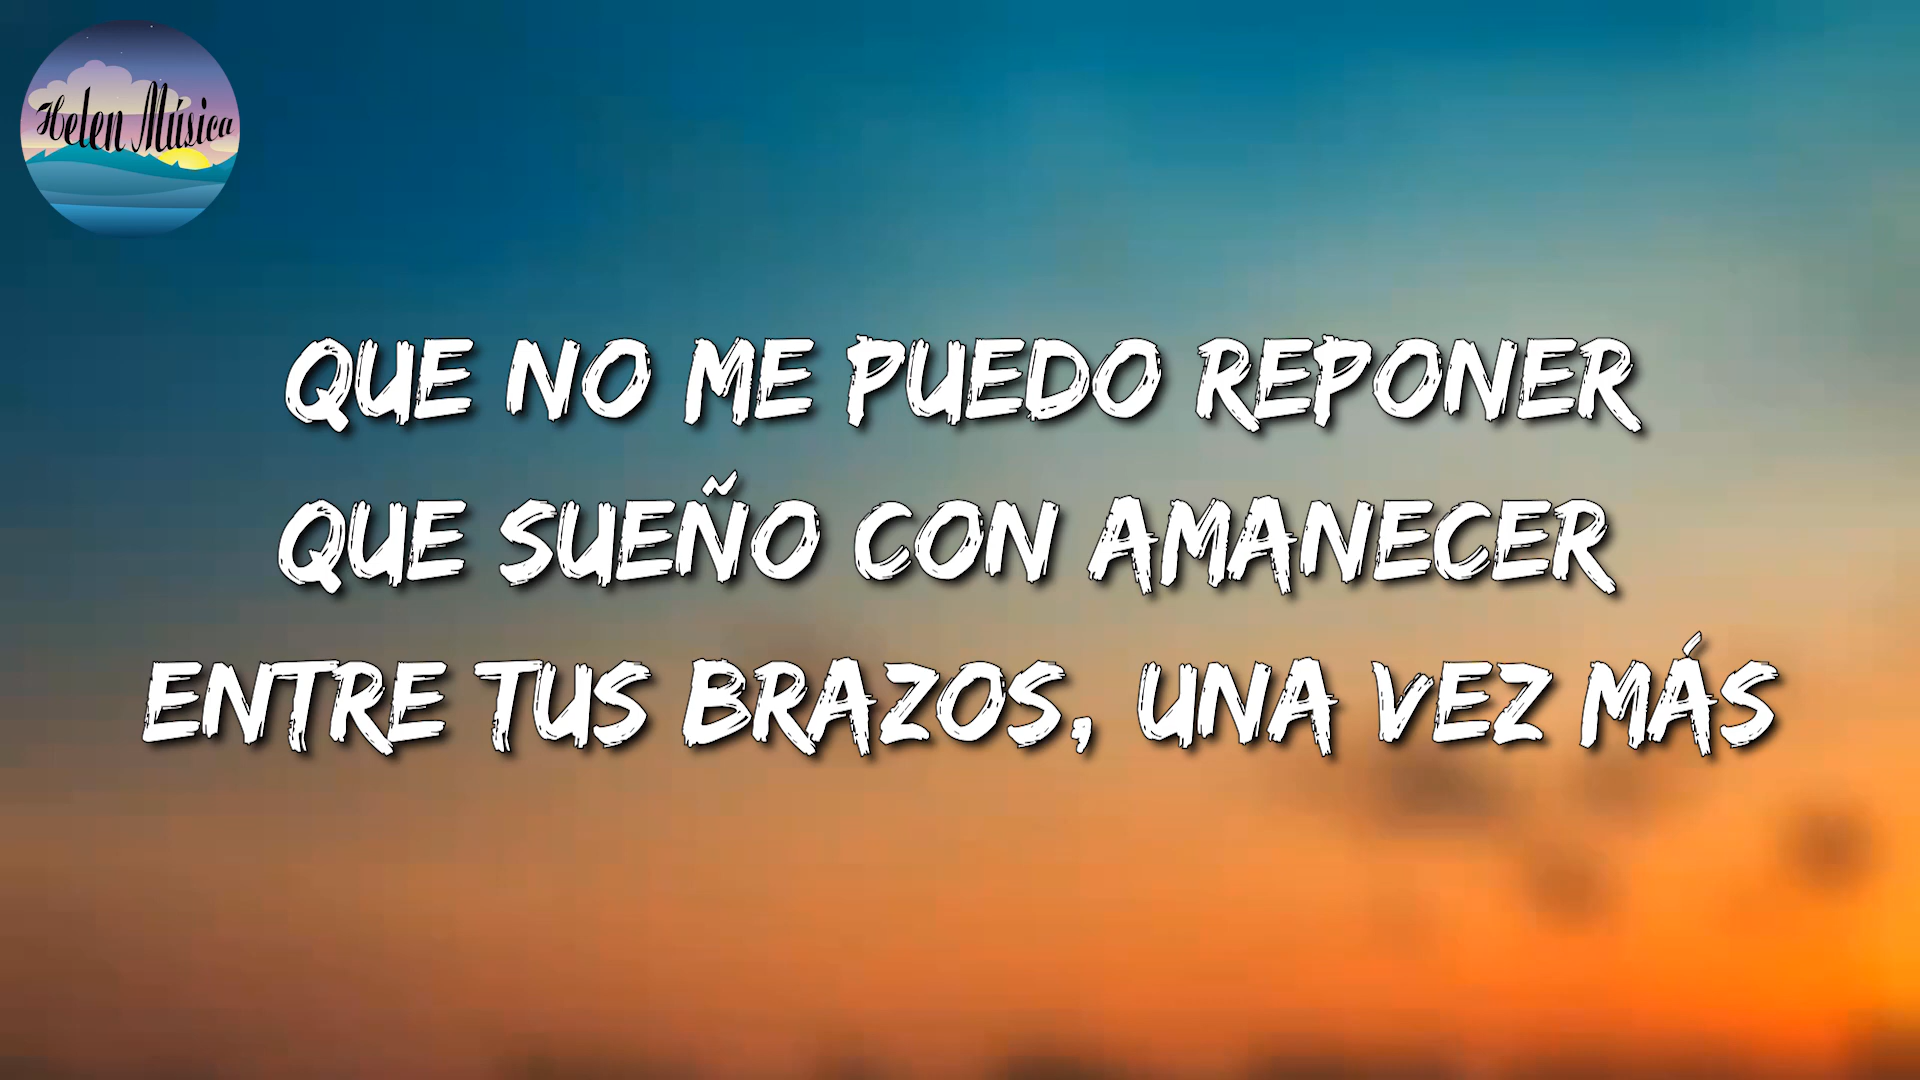 Helen Música
QUE NO ME PUEDO REPONER
QUE SUEÑO CON AMANECER
ENTRE TUS BRAZOS, UNA VEZ MÁS